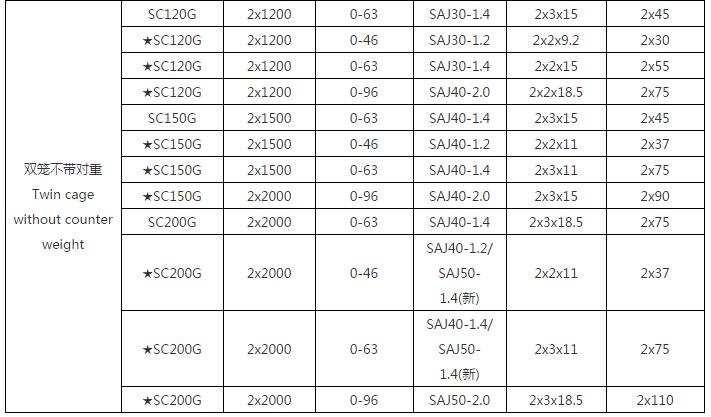 双笼不带对重
Twin cage
without counter
weight
SC120G 2x1200 0-63 SAJ30-1.4 2x3x15 2x45
★SC120G 2x1200 0-46 SAJ30-1.2 2x2x9.2 2x30
★SC120G 2x1200 0-63 SAJ30-1.4 2x2x15 2x55
★SC120G 2x1200 0-96 SAJ40-2.0 2x2x18.5 2x75
SC150G 2x1500 0-63 SAJ40-1.4 2x3x15 2x45
★SC150G 2x1500 0-46 SAJ40-1.2 2x2x11 2x37
★SC150G 2x1500 0-63 SAJ40-1.4 2x3x11 2x75
★SC150G 2x2000 0-96 SAJ40-2.0 2x3x15 2x90
SC200G 2x2000 0-63 SAJ40-1.4 2x3x18.5 2x75
★SC200G 2x2000 0-46 SAJ40-1.2/
SAJ50-
1.4(新) 2x2x11 2x37
★SC200G 2x2000 0-63 SAJ40-1.4/
SAJ50-
1.4(新) 2x3x11 2x75
★SC200G 2x2000 0-96 SAJ50-2.0 2x3x18.5 2x110